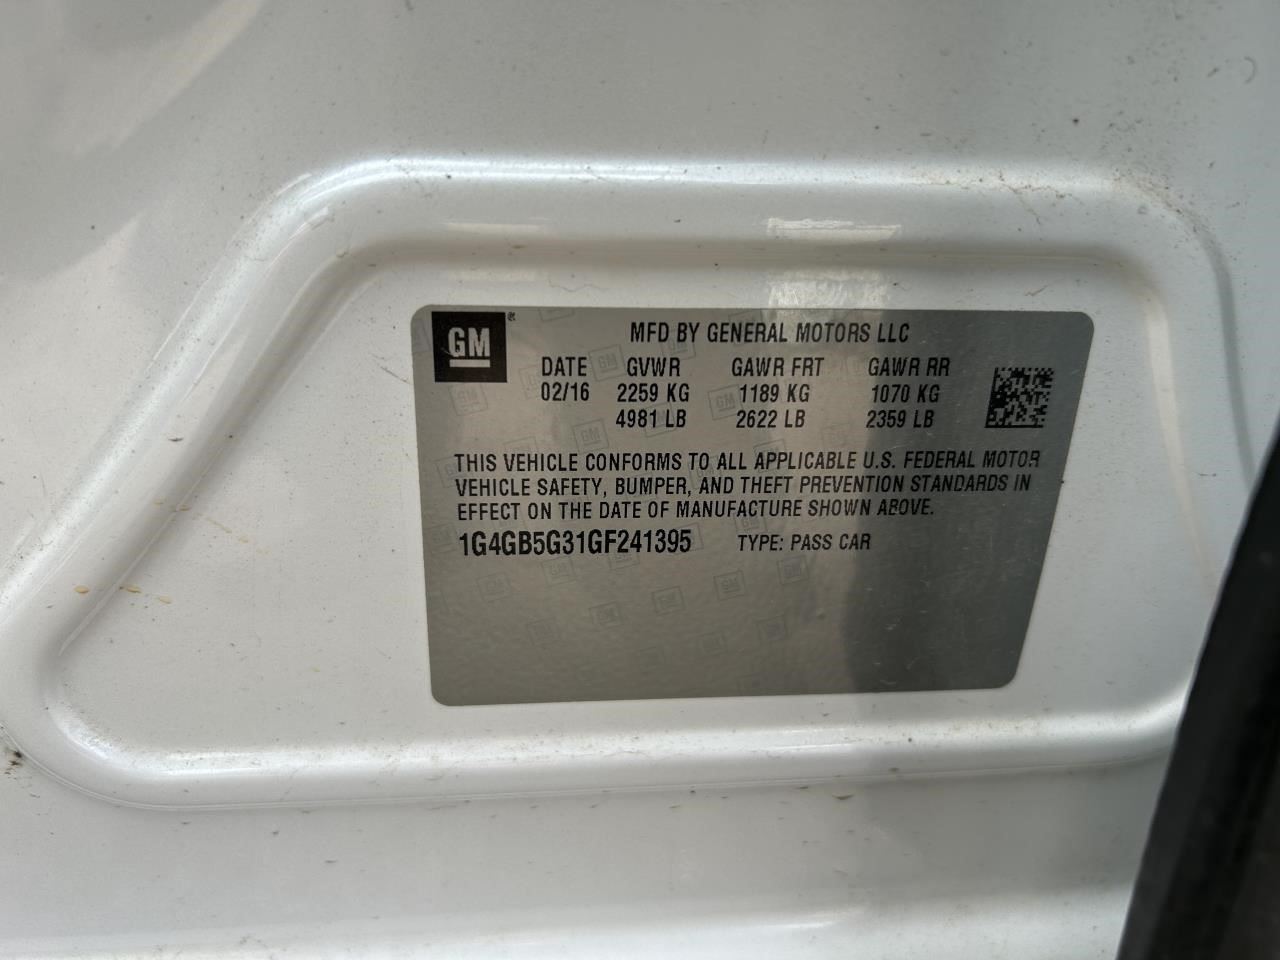 GM
MFD BY GENERAL MOTORS LLC
DATE GVWR GAWR FRT GAWR RR
02/16 2259 KG 1189 KG 1070 KG
4981 LB 2622 LB 2359 LB
THIS VEHICLE CONFORMS TO ALL APPLICABLE U.S. FEDERAL MOTOR
VEHICLE SAFETY, BUMPER, AND THEFT PREVENTION STANDARDS IN
EFFECT ON THE DATE OF MANUFACTURE SHOWN ABOVE.
1G4GB5G31GF241395 TYPE: PASS CAR